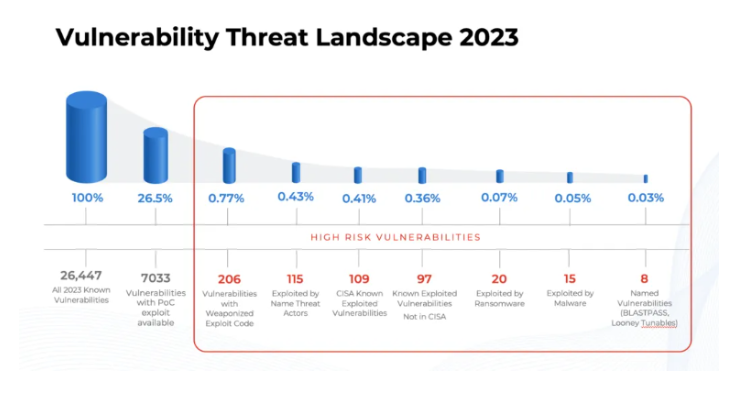 Vulnerability Threat Landscape 2023
100%
26.5%
0.77%
0.43%
0.41%
0.36%
0.07%
0.05%
0.03%
HIGH RISK VULNERABILITIES
26,447
All 2023 Known
Vulnerabilities
7033
Vulnerabilities
with PoC
exploit
available
206
Vulnerabilities
with
Weaponized
Exploit Code
115
Exploited by
Name Threat
Actors
109
CISA Known
Exploited
Vulnerabilities
97
Known Exploited
Vulnerabilities
Not in CISA
20
Exploited by
Ransomware
15
Exploited by
Malware
8
Named
Vulnerabilities
(BLASTPASS,
Looney Tunables)